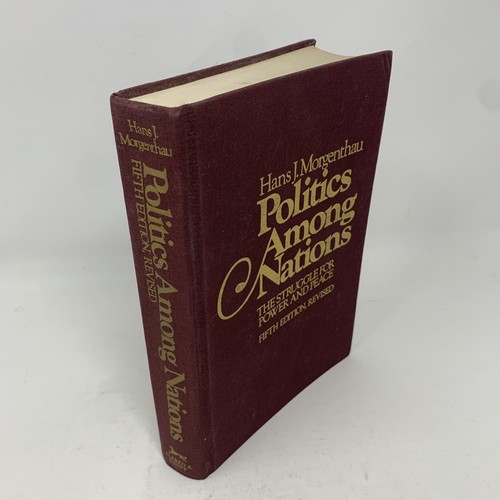 Hans J.
Morgenthau
Politics Among Nations
FIFTH EDITION, REVISED
Hans J. Morgenthau
Politics
Among
Nations
THE STRUGGLE FOR
POWER AND PEACE
FIFTH EDITION, REVISED